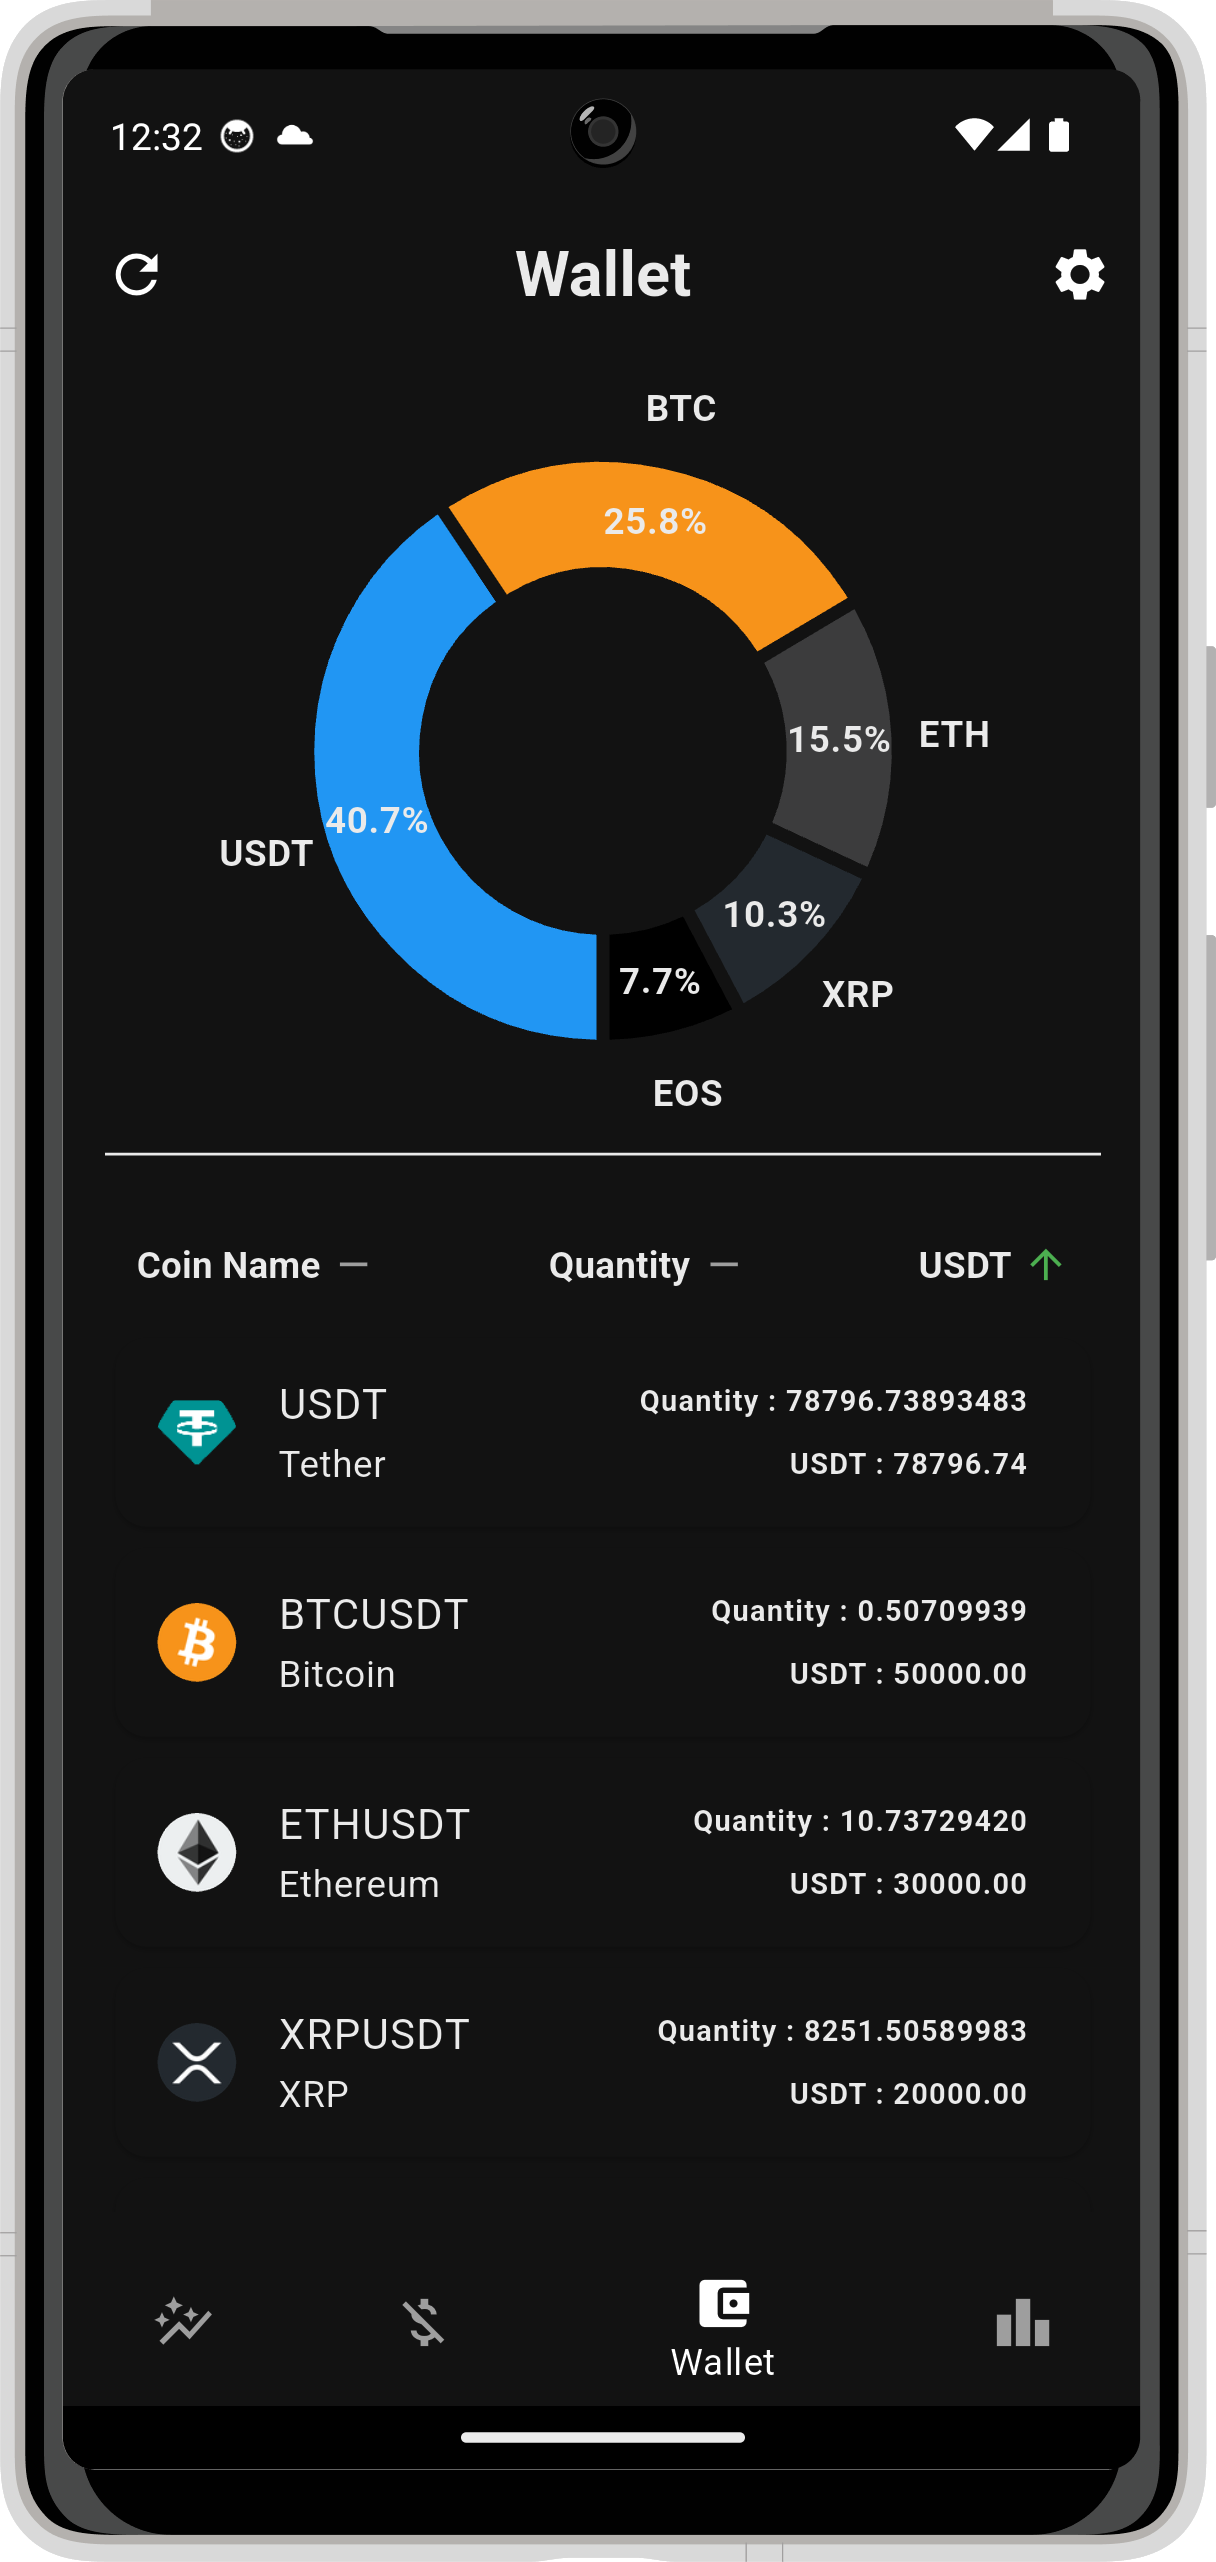 12:32
Wallet
BTC
25.8%
15.5%
ETH
40.7%
USDT
10.3%
7.7%
XRP
EOS
Coin Name
Quantity
USDT
USDT
Quantity : 78796.73893483
Tether
USDT : 78796.74
BTCUSDT
Quantity : 0.50709939
Bitcoin
USDT : 50000.00
ETHUSDT
Quantity : 10.73729420
Ethereum
USDT : 30000.00
XRPUSDT
Quantity : 8251.50589983
XRP
USDT : 20000.00
Wallet